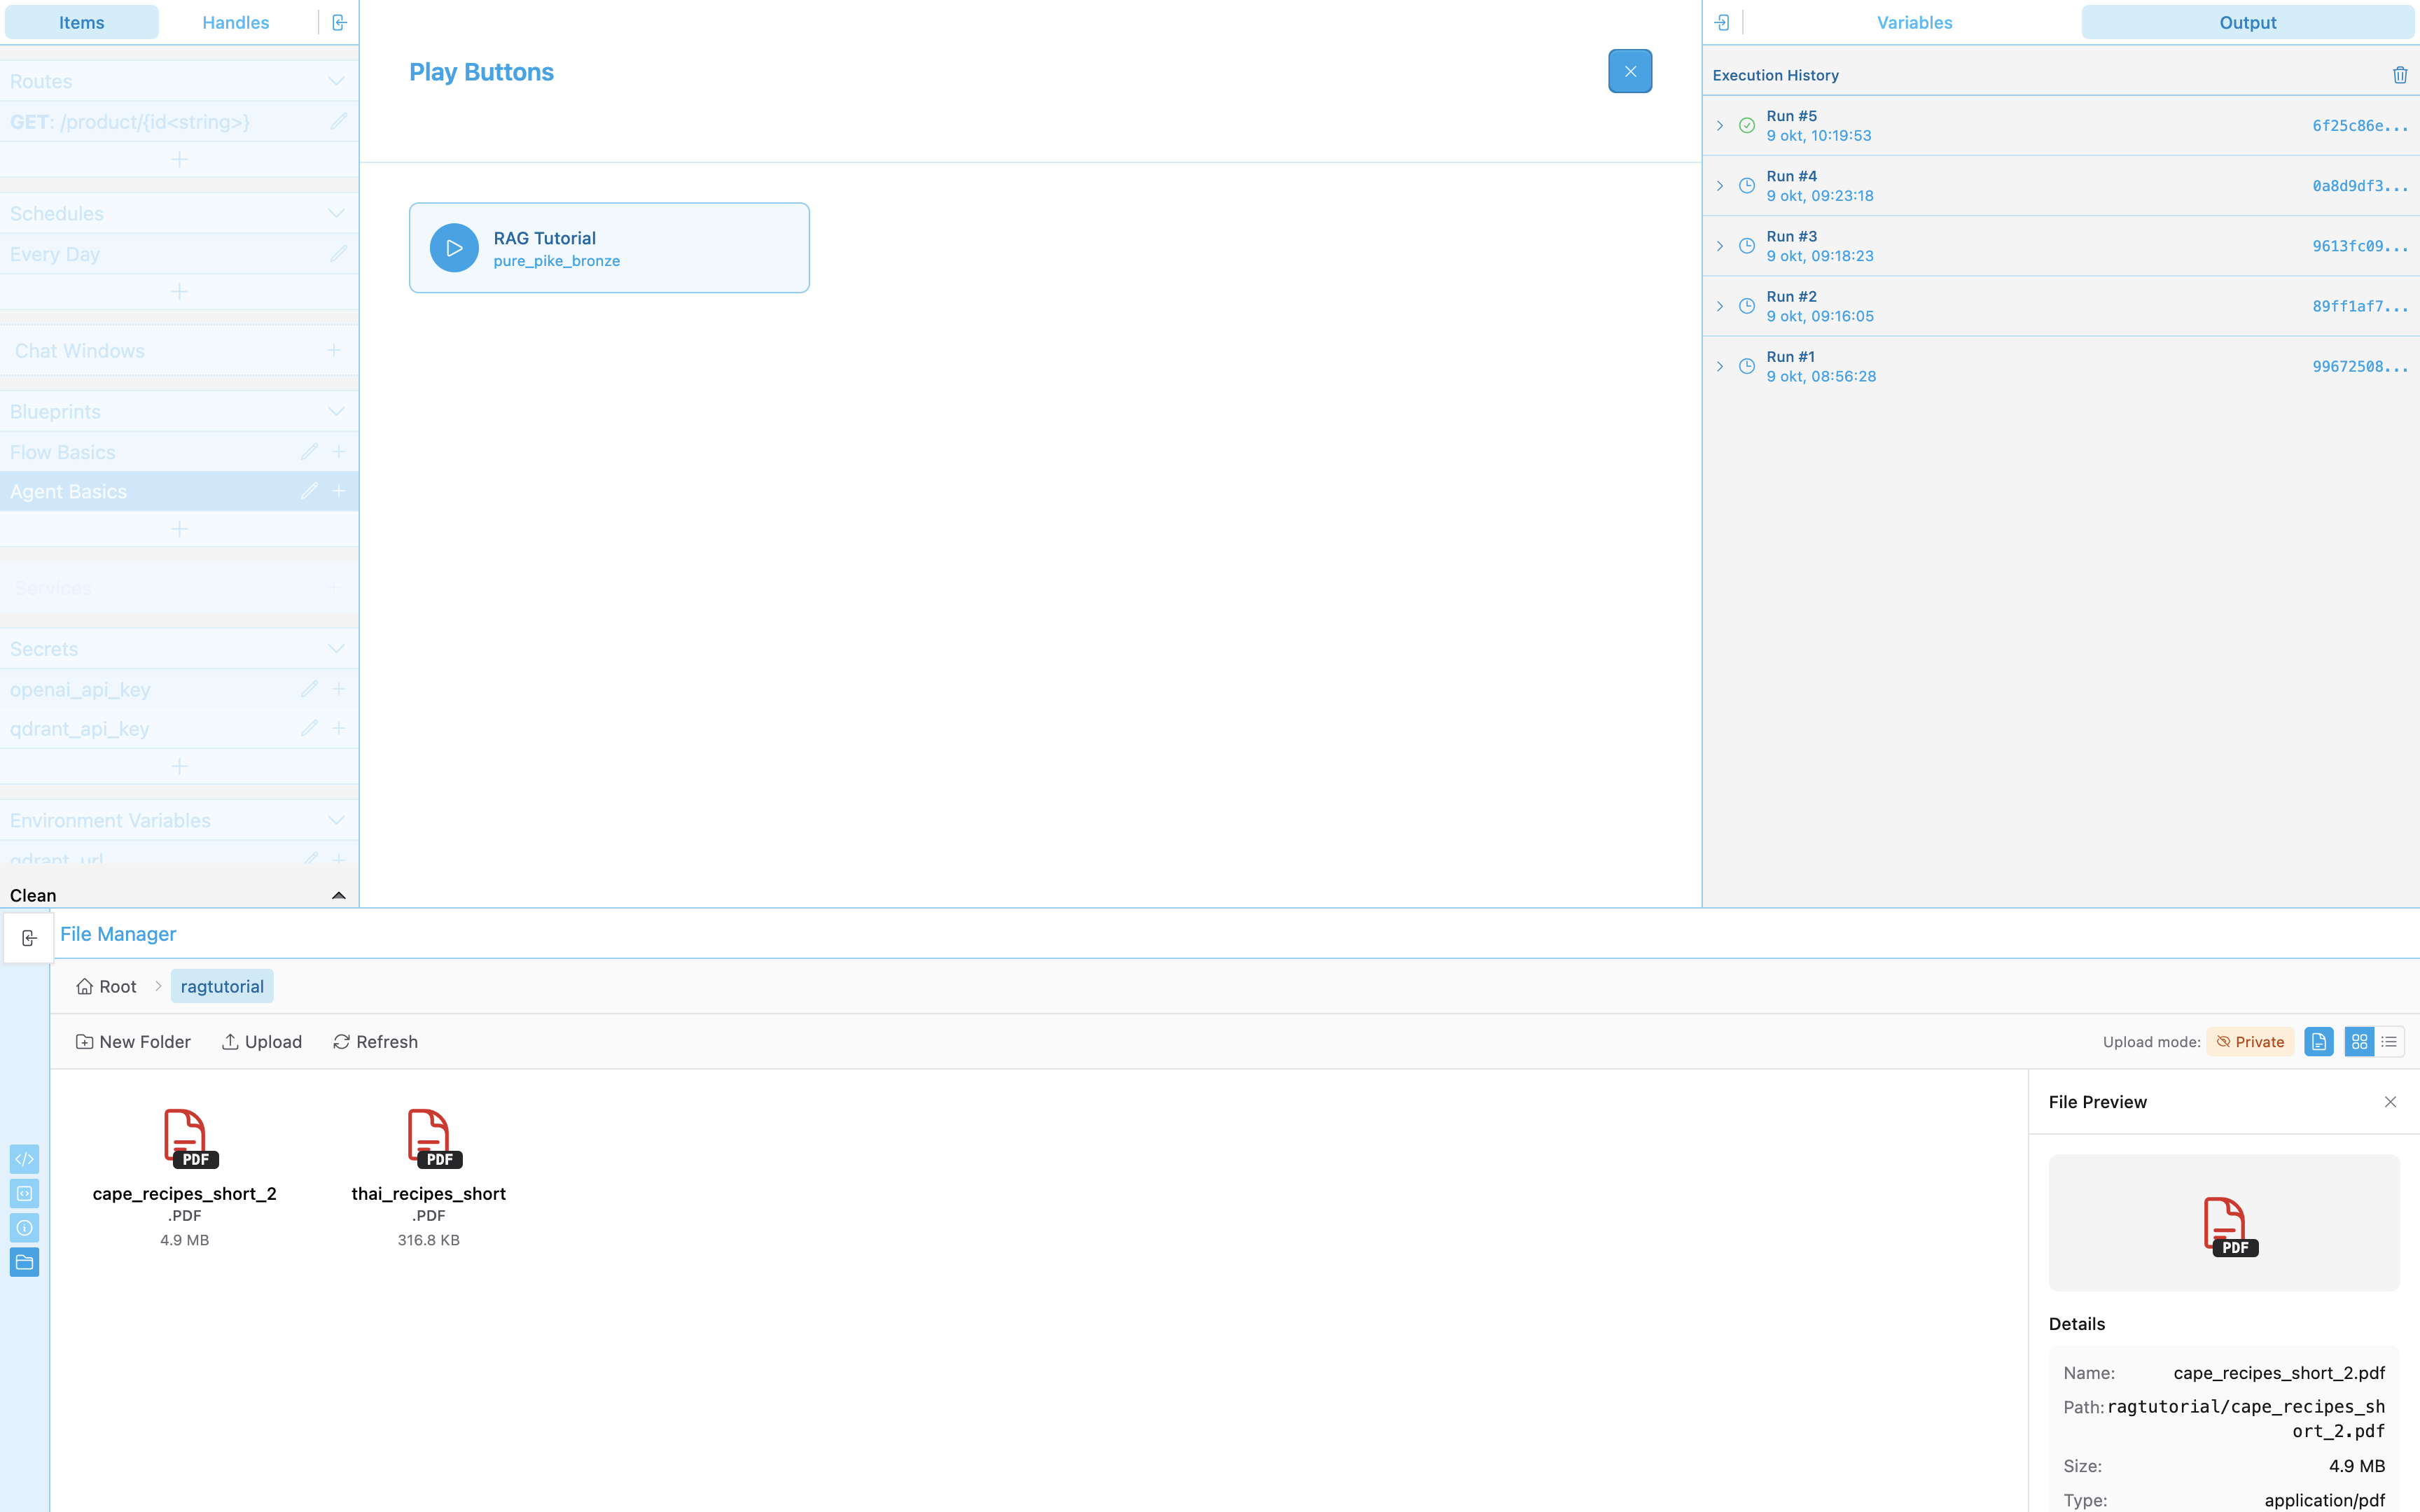 Items
Handles
Routes
GET: /product/{id<string>}
Schedules
Every Day
Chat Windows
Blueprints
Flow Basics
Agent Basics
Services
Secrets
openai_api_key
qdrant_api_key
Environment Variables
qdrant_url
Clean
Play Buttons
RAG Tutorial
pure_pike_bronze
Variables
Output
Execution History
Run #5
9 okt, 10:19:53
6f25c86e...
Run #4
9 okt, 09:23:18
0a8d9df3...
Run #3
9 okt, 09:18:23
9613fc09...
Run #2
9 okt, 09:16:05
89ff1af7...
Run #1
9 okt, 08:56:28
99672508...
File Manager
Root
ragtutorial
New Folder
Upload
Refresh
Upload mode:
Private
PDF
cape_recipes_short_2
.PDF
4.9 MB
PDF
thai_recipes_short
.PDF
316.8 KB
File Preview
PDF
Details
Name: cape_recipes_short_2.pdf
Path: ragtutorial/cape_recipes_sh
ort_2.pdf
Size: 4.9 MB
Type: application/pdf